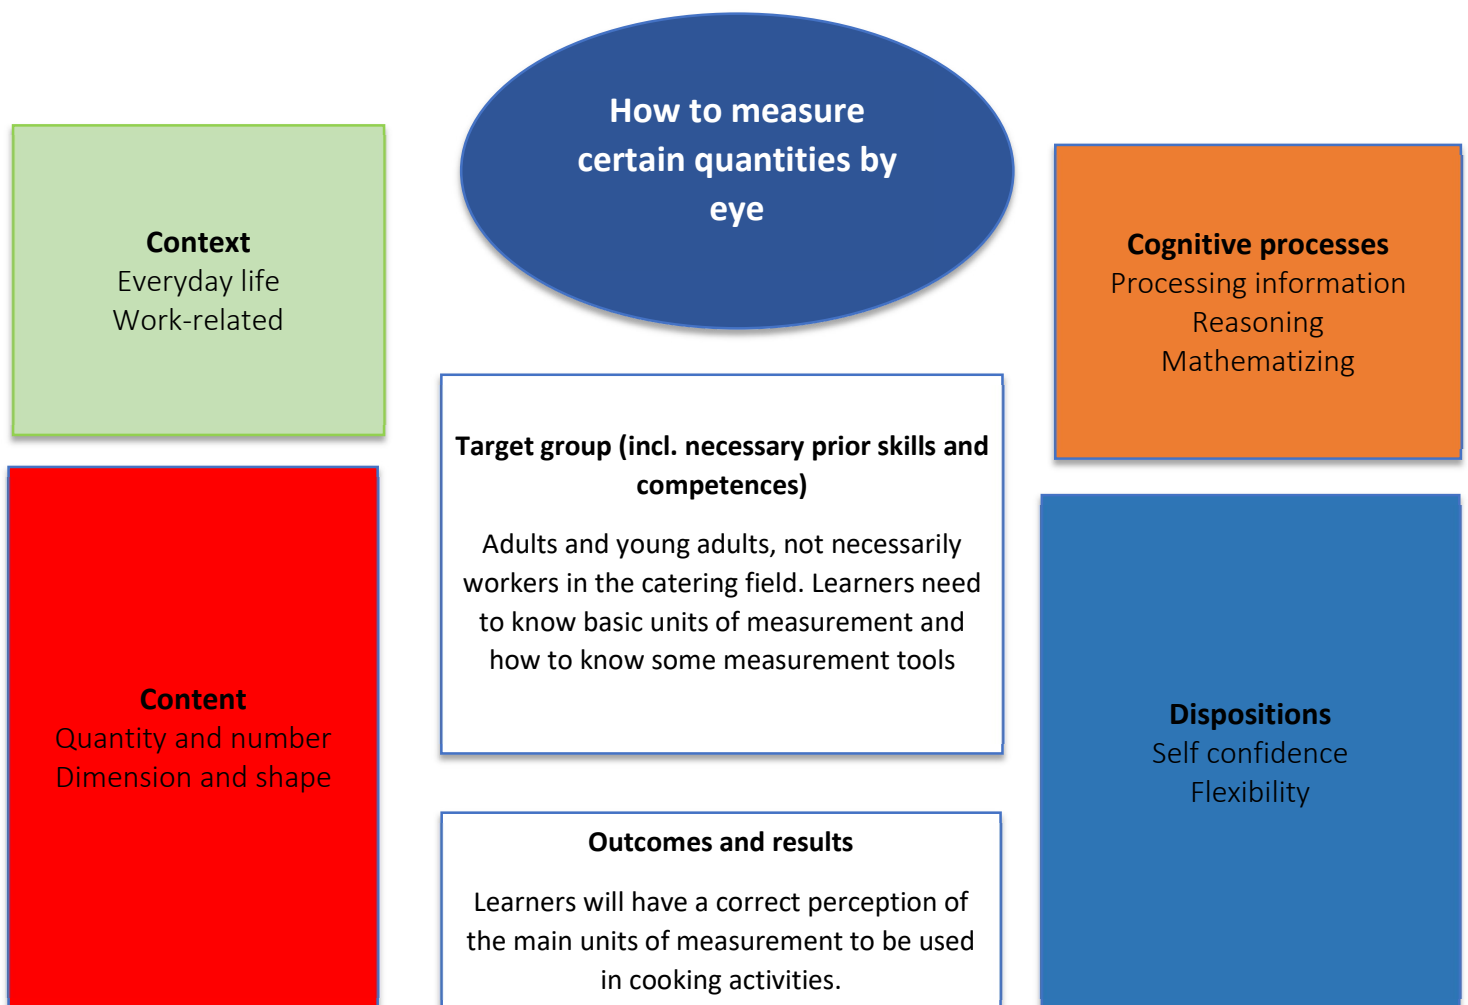 How to measure
certain quantities by
eye
Context
Everyday life
Work-related
Cognitive processes
Processing information
Reasoning
Mathematizing
Target group (incl. necessary prior skills and
competences)
Adults and young adults, not necessarily
workers in the catering field. Learners need
to know basic units of measurement and
how to know some measurement tools
Content
Quantity and number
Dimension and shape
Dispositions
Self confidence
Flexibility
Outcomes and results
Learners will have a correct perception of
the main units of measurement to be used
in cooking activities.